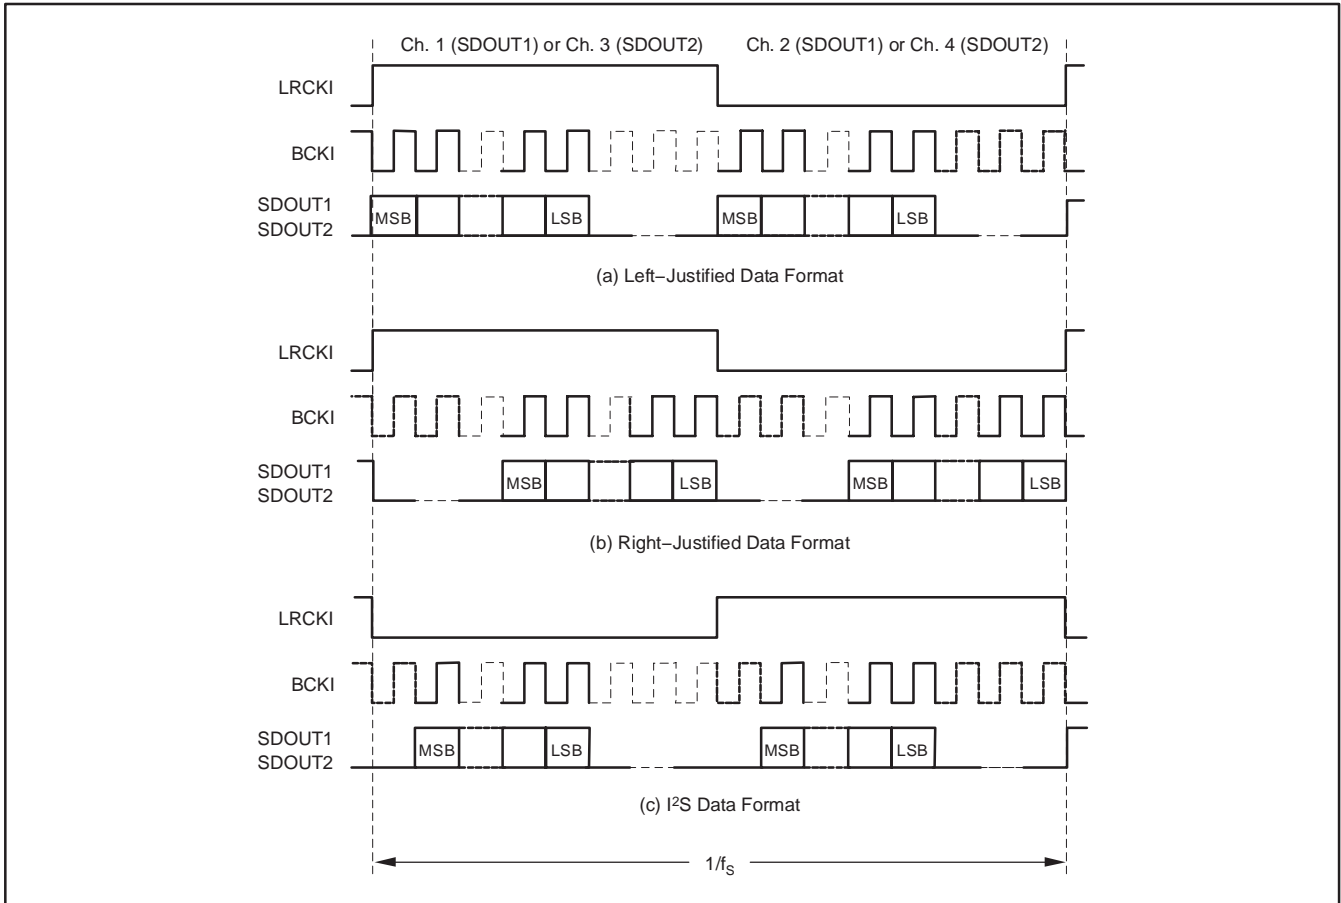 Ch. 1 (SDOUT1) or Ch. 3 (SDOUT2) Ch. 2 (SDOUT1) or Ch. 4 (SDOUT2)
LRCKI
BCKI
SDOUT1
SDOUT2
MSB LSB MSB LSB
(a) Left−Justified Data Format
LRCKI
BCKI
SDOUT1
SDOUT2
MSB LSB MSB LSB
(b) Right−Justified Data Format
LRCKI
BCKI
SDOUT1
SDOUT2
MSB LSB MSB LSB
(c) I²S Data Format
1/fS